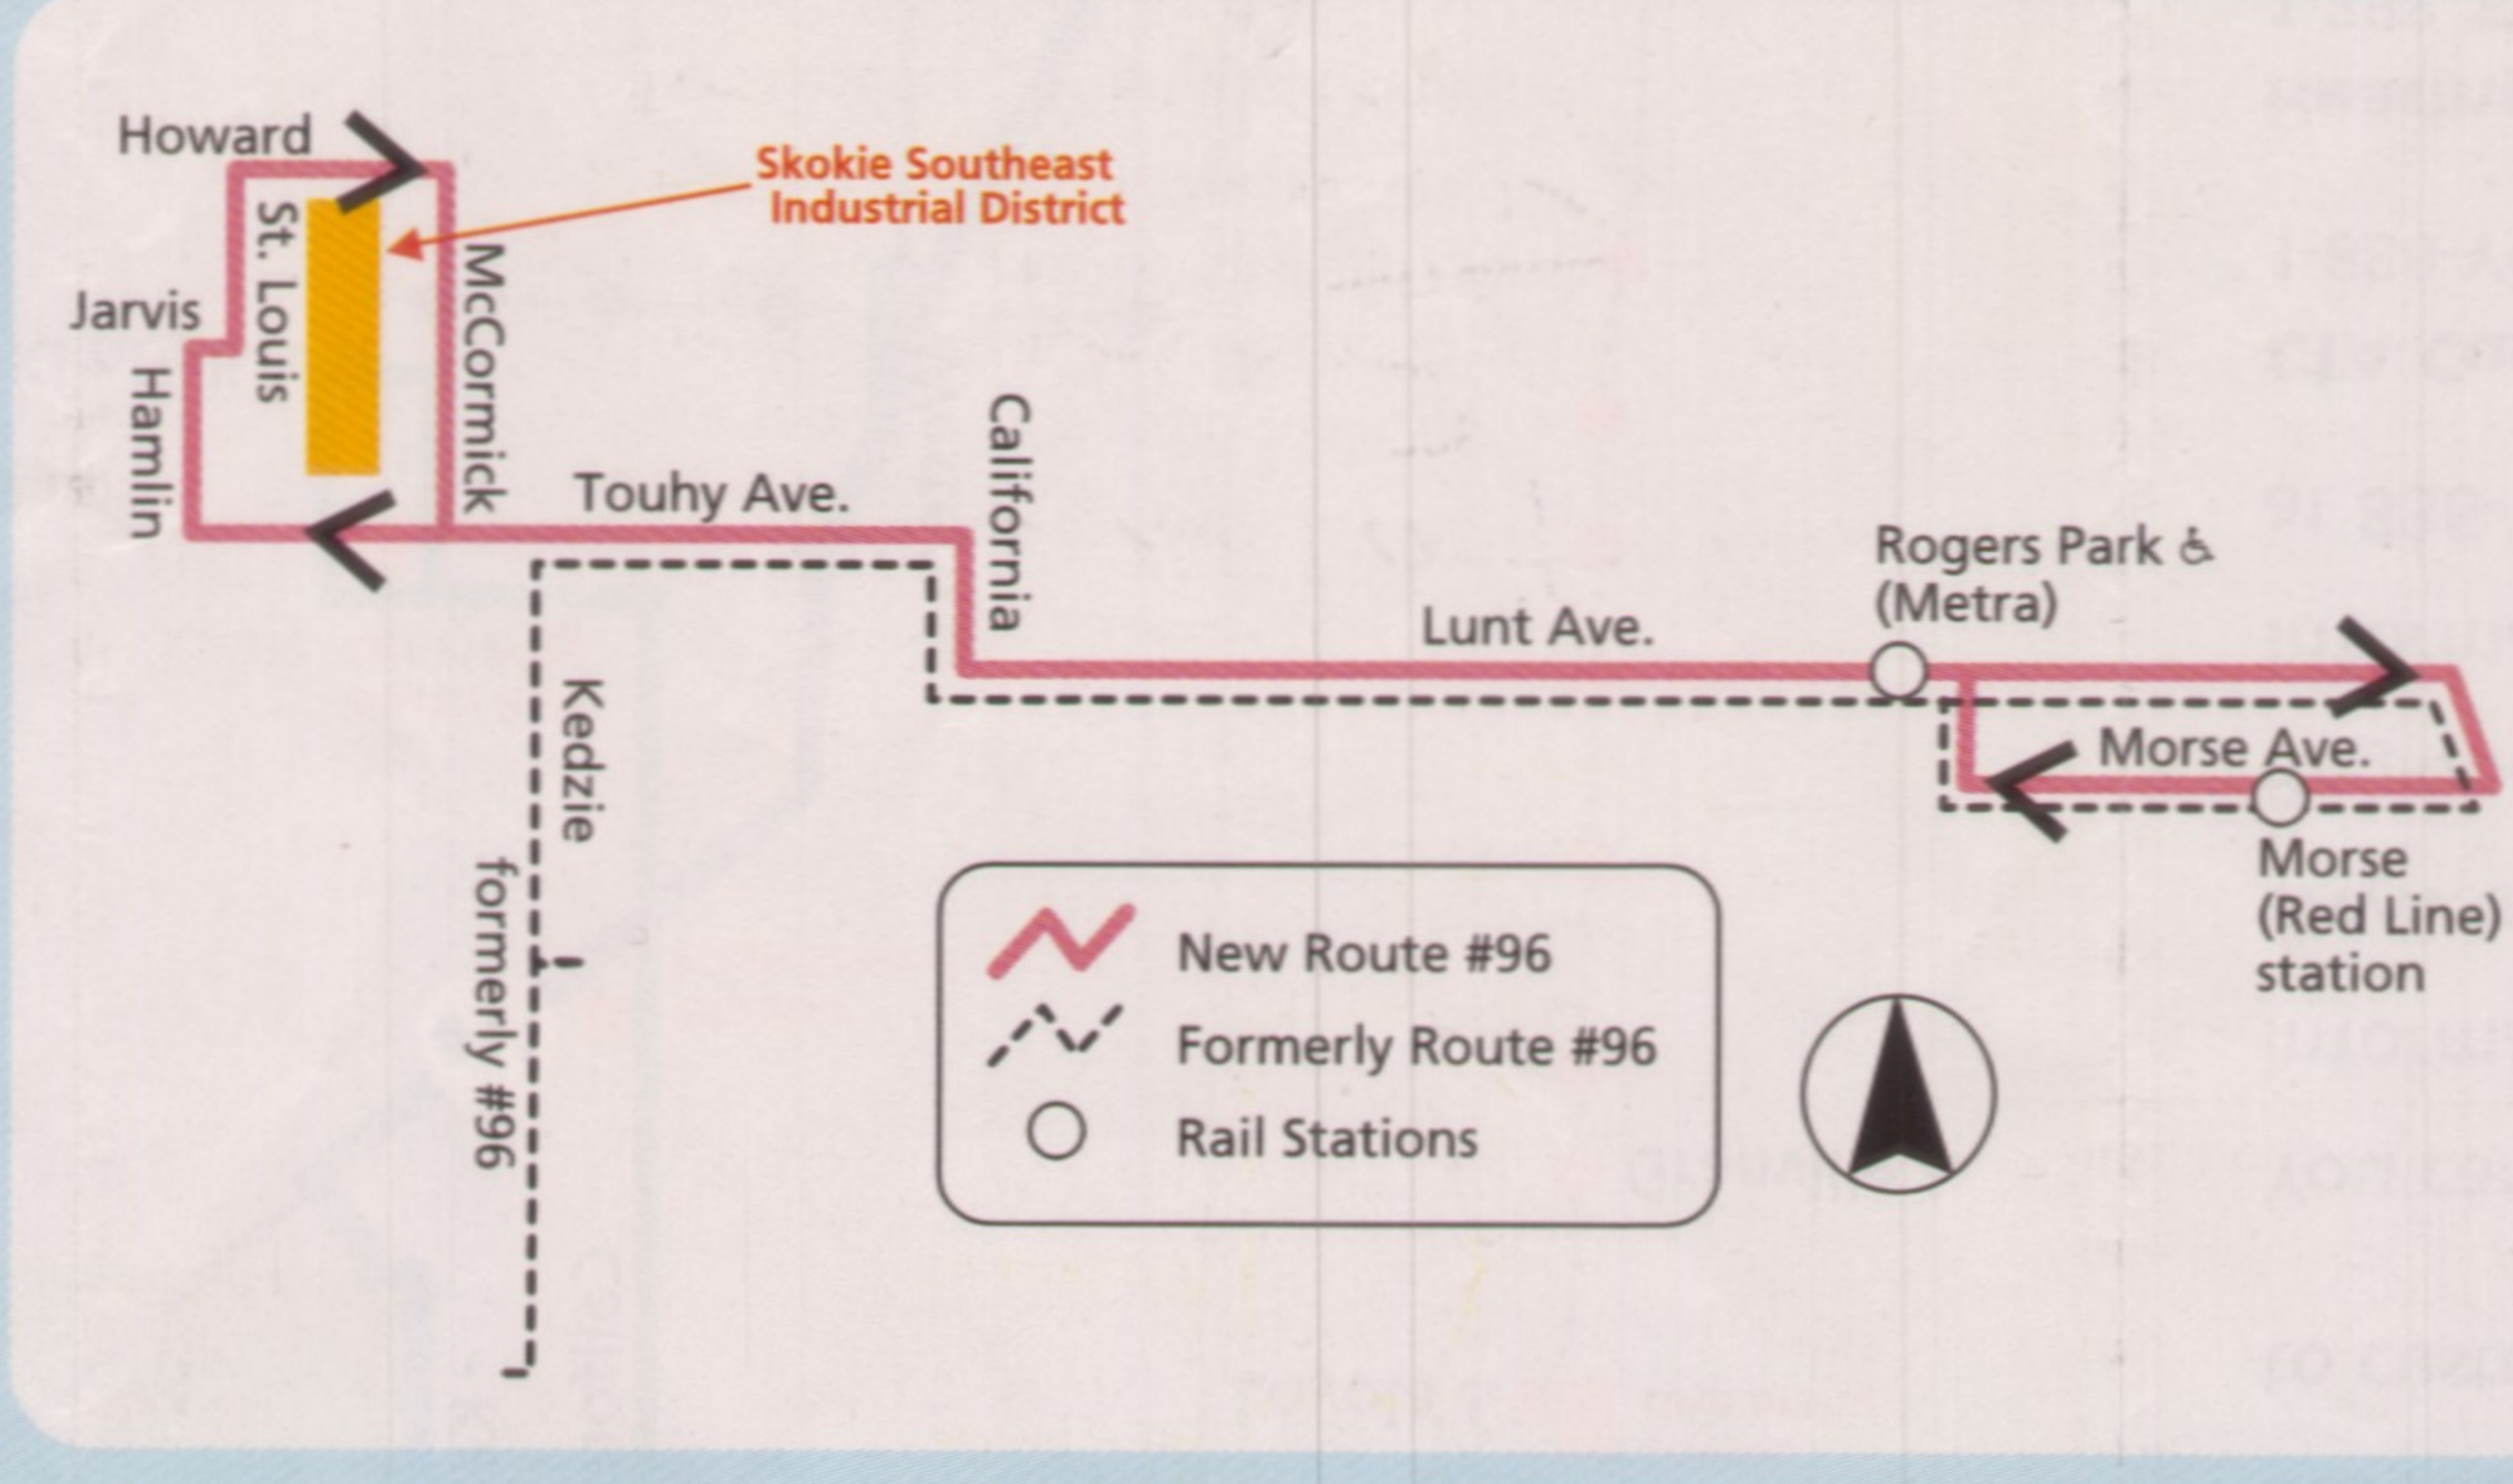 Howard
Skokie Southeast
Industrial District
St. Louis
McCormick
Jarvis
Hamlin
Touhy Ave.
California
Rogers Park ♿
(Metra)
Lunt Ave.
Kedzie
Morse Ave.
Morse
(Red Line)
station
formerly #96
New Route #96
Formerly Route #96
Rail Stations